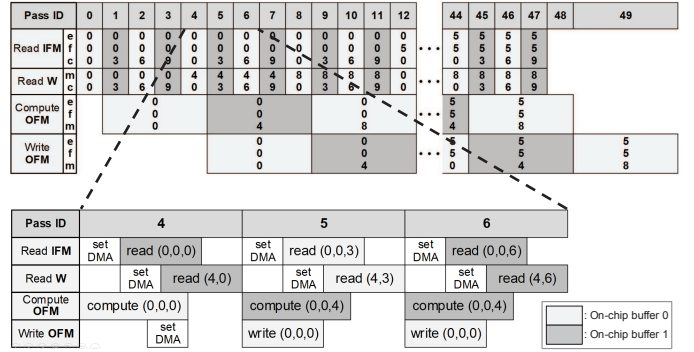 Pass ID 0 1 2 3 4 5 6 7 8 9 10 11 12 44 45 46 47 48 49
e 0 0 0 0 0 0 0 0 0 0 0 0 0 5 5 5 5
Read IFM f 0 0 0 0 0 0 0 0 0 0 0 0 5 ... 5 5 5 5
c 0 3 6 9 0 3 6 9 0 3 6 9 0 0 3 6 9
Read W m 0 0 0 0 4 4 4 4 8 8 8 8 0 ... 8 8 8 8
c 0 3 6 9 0 3 6 9 0 3 6 9 0 0 3 6 9
Compute e 0 0 0 5 5
OFM f 0 0 0 ... 5 5
m 0 4 8 4 8
Write e 0 0 5 5 5
OFM f 0 0 ... 5 5 5
m 0 4 0 4 8
Pass ID 4 5 6
Read IFM set DMA read (0,0,0) set DMA read (0,0,3) set DMA read (0,0,6)
Read W set DMA read (4,0) set DMA read (4,3) set DMA read (4,6)
Compute OFM compute (0,0,0) compute (0,0,4) compute (0,0,4)
Write OFM set DMA write (0,0,0) write (0,0,0)
: On-chip buffer 0
: On-chip buffer 1